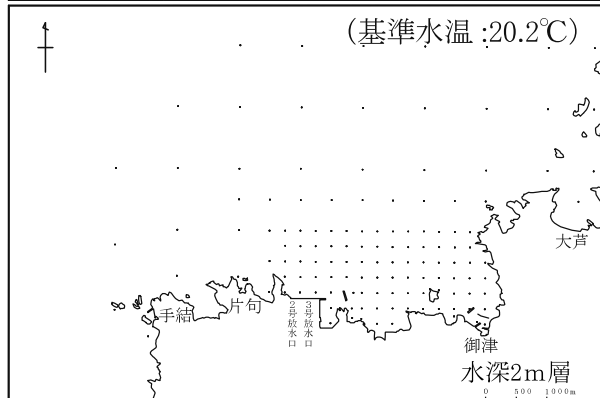 (基準水温:20.2℃)
大芦
片句
手結
2号放水口
3号放水口
御津
水深2m層
0 500 1000m